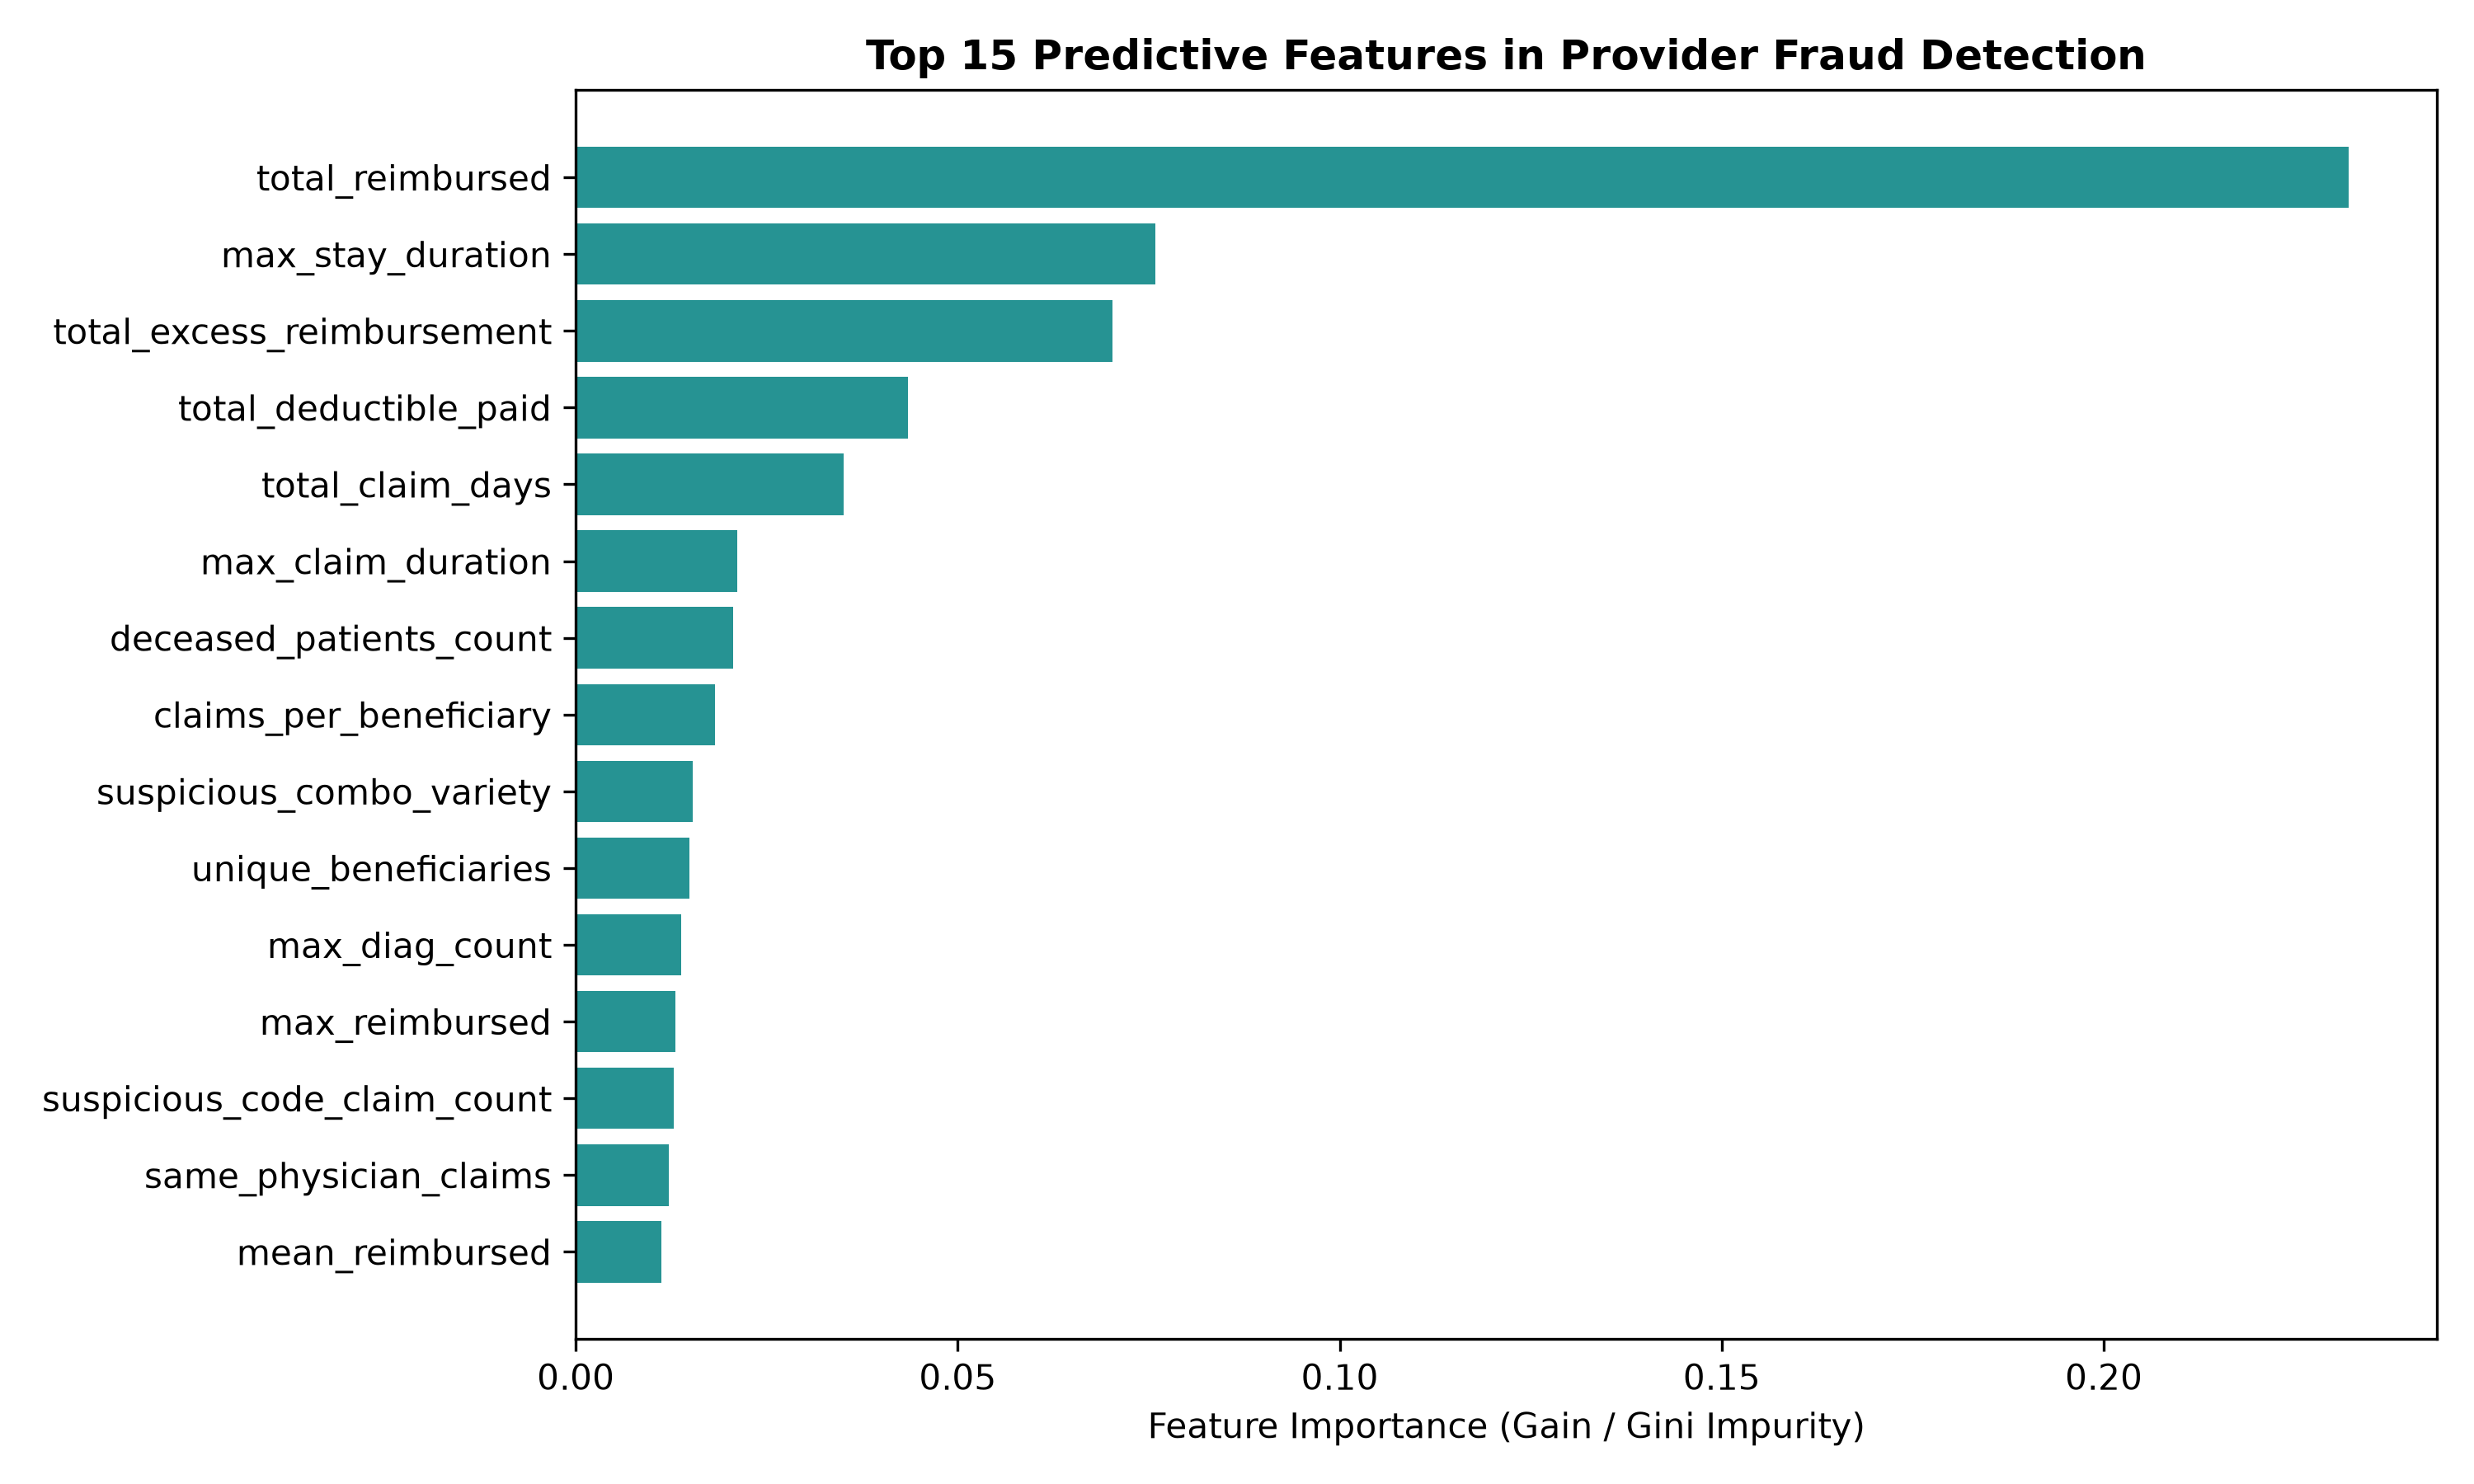 Top 15 Predictive Features in Provider Fraud Detection
total_reimbursed
max_stay_duration
total_excess_reimbursement
total_deductible_paid
total_claim_days
max_claim_duration
deceased_patients_count
claims_per_beneficiary
suspicious_combo_variety
unique_beneficiaries
max_diag_count
max_reimbursed
suspicious_code_claim_count
same_physician_claims
mean_reimbursed
0.00 0.05 0.10 0.15 0.20
Feature Importance (Gain / Gini Impurity)